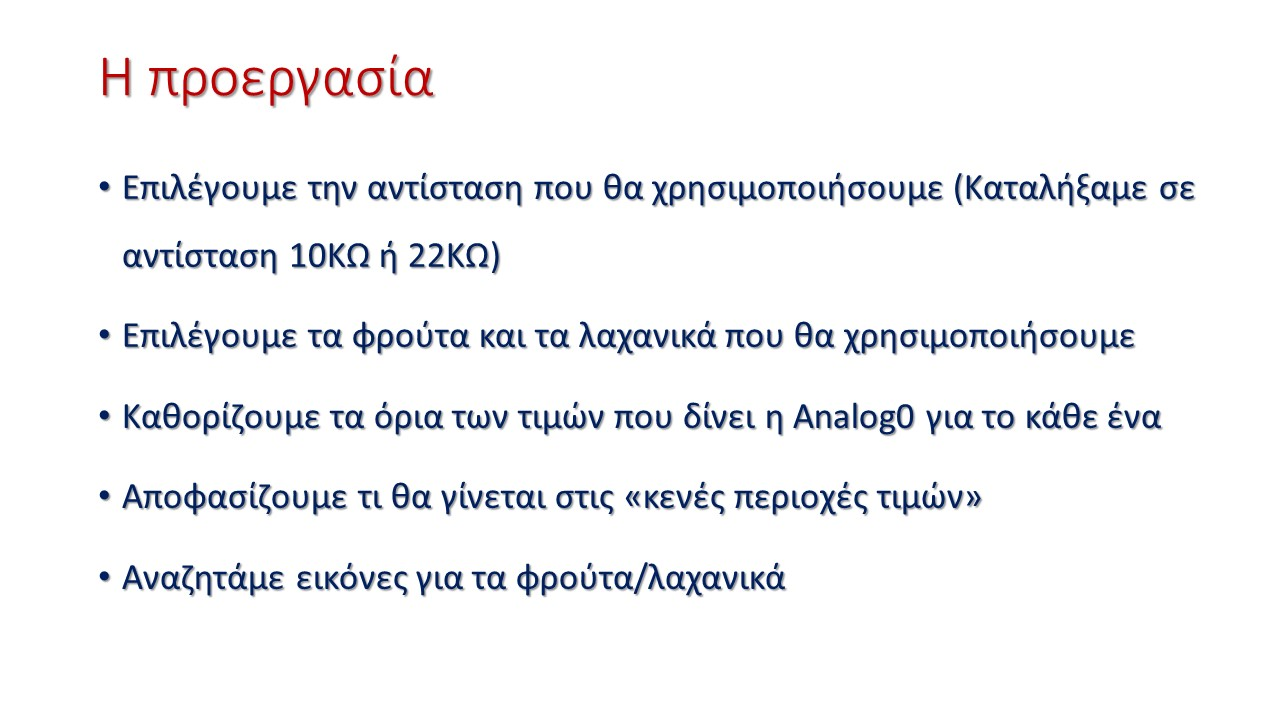 Η προεργασία
• Επιλέγουμε την αντίσταση που θα χρησιμοποιήσουμε (Καταλήξαμε σε
αντίσταση 10ΚΩ ή 22ΚΩ)
• Επιλέγουμε τα φρούτα και τα λαχανικά που θα χρησιμοποιήσουμε
• Καθορίζουμε τα όρια των τιμών που δίνει η Analog0 για το κάθε ένα
• Αποφασίζουμε τι θα γίνεται στις «κενές περιοχές τιμών»
• Αναζητάμε εικόνες για τα φρούτα/λαχανικά